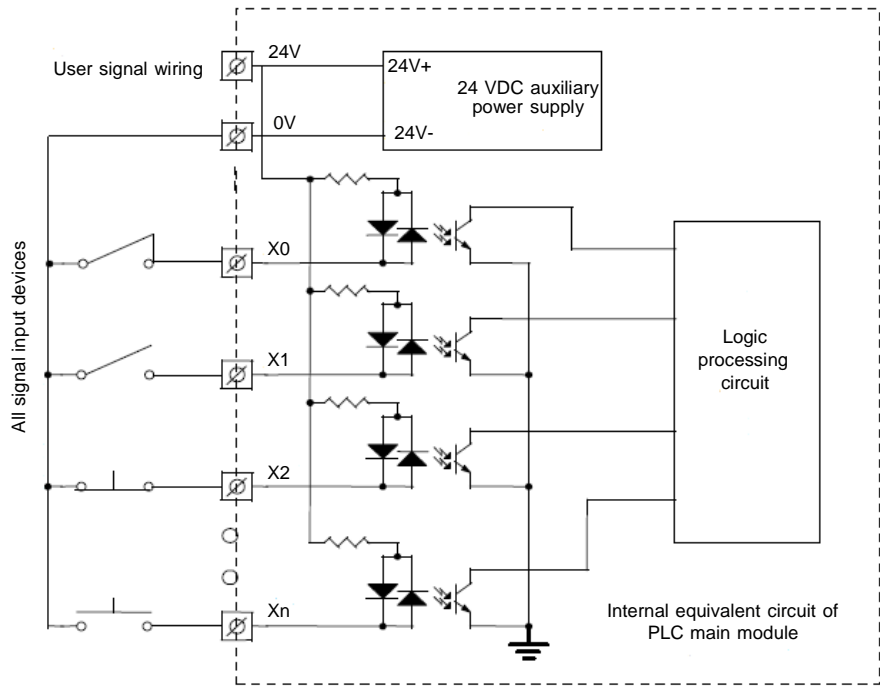 User signal wiring
24V
24V+
24 VDC auxiliary
power supply
0V
24V-
All signal input devices
X0
X1
X2
Xn
Logic
processing
circuit
Internal equivalent circuit of
PLC main module